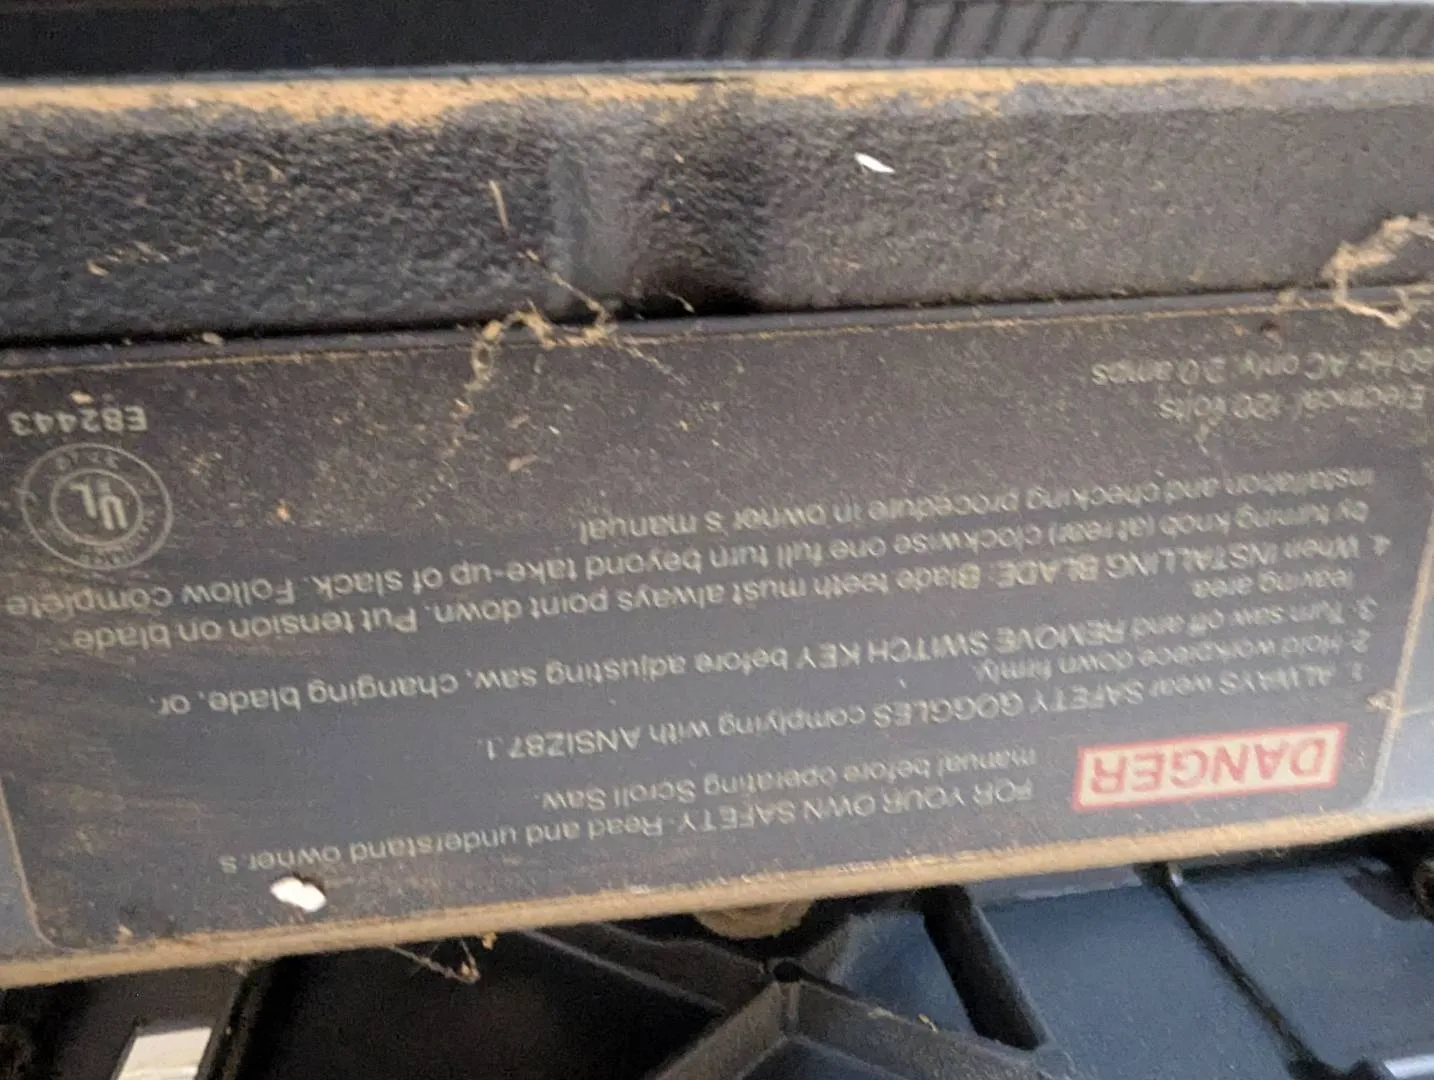 DANGER
FOR YOUR OWN SAFETY-Read and understand owner's
manual before operating Scroll Saw.
1. ALWAYS wear SAFETY GOGGLES complying with ANSIZ87.1.
2. Hold workpiece down firmly.
3. Turn saw off and REMOVE SWITCH KEY before adjusting saw, changing blade, or,
leaving area
4. When INSTALLING BLADE: Blade teeth must always point down. Put tension on blade
by turning knob (at rear) clockwise one full turn beyond take-up of slack. Follow complete
installation and checking procedure in owner's manual.
Electrical 120 volts
60 Hz AC only, 2.0 amps
UL
E82443